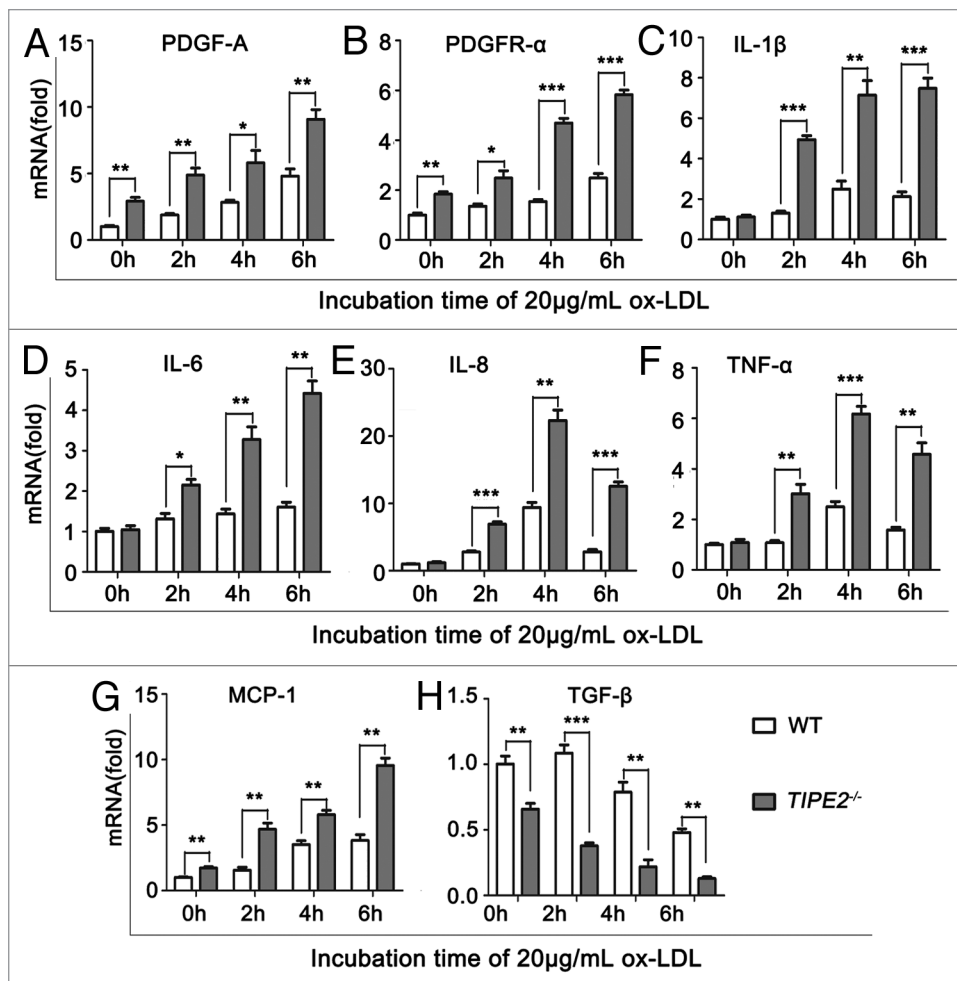 A PDGF-A
B PDGFR-α
C IL-1β
mRNA(fold)
15
10
5
0
8
6
4
2
0
10
8
6
4
2
0
** ** * **
** * *** ***
*** ** ***
0h 2h 4h 6h
0h 2h 4h 6h
0h 2h 4h 6h
Incubation time of 20µg/mL ox-LDL
D IL-6
E IL-8
F TNF-α
mRNA(fold)
5
4
3
2
1
0
30
20
10
0
8
6
4
2
0
* ** **
*** ** ***
** *** **
0h 2h 4h 6h
0h 2h 4h 6h
0h 2h 4h 6h
Incubation time of 20µg/mL ox-LDL
G MCP-1
H TGF-β
mRNA(fold)
15
10
5
0
1.5
1.0
0.5
0.0
** ** ** **
** *** ** **
0h 2h 4h 6h
0h 2h 4h 6h
WT
TIPE2-/-
Incubation time of 20µg/mL ox-LDL